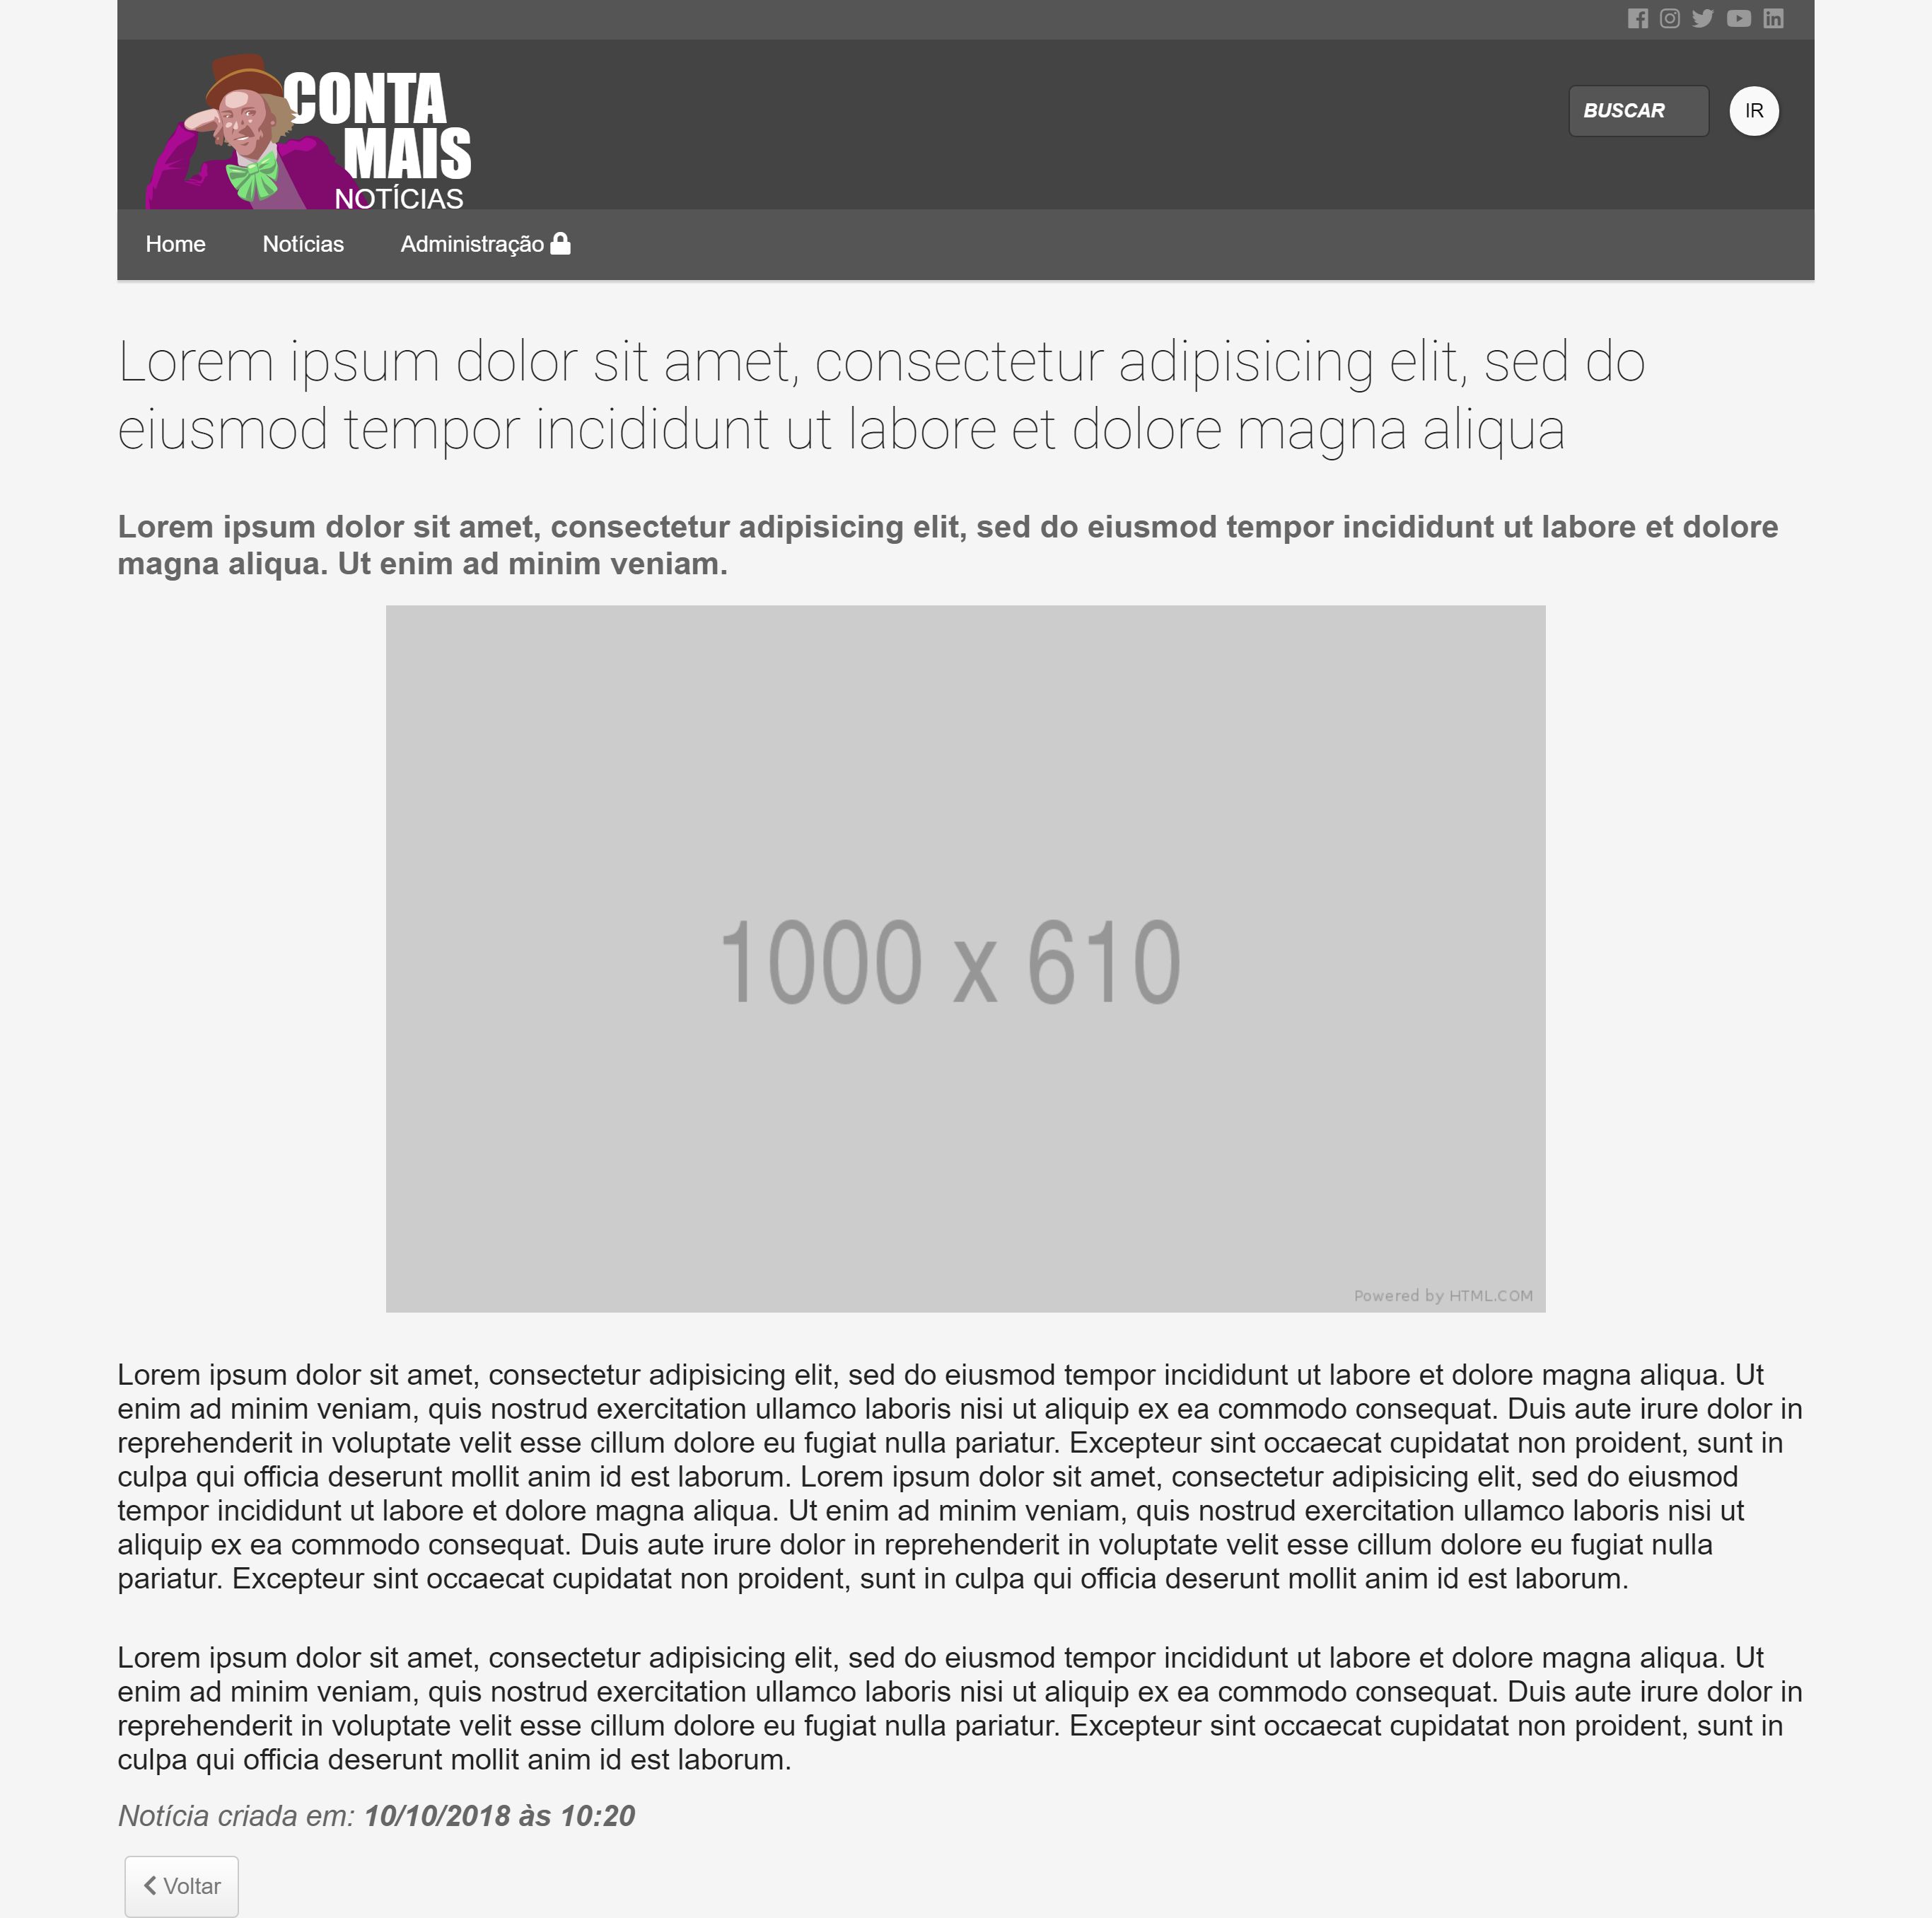 CONTA
MAIS
NOTÍCIAS
BUSCAR
IR
Home
Notícias
Administração
Lorem ipsum dolor sit amet, consectetur adipisicing elit, sed do
eiusmod tempor incididunt ut labore et dolore magna aliqua
Lorem ipsum dolor sit amet, consectetur adipisicing elit, sed do eiusmod tempor incididunt ut labore et dolore
magna aliqua. Ut enim ad minim veniam.
1000 x 610
Powered by HTML.COM
Lorem ipsum dolor sit amet, consectetur adipisicing elit, sed do eiusmod tempor incididunt ut labore et dolore magna aliqua. Ut
enim ad minim veniam, quis nostrud exercitation ullamco laboris nisi ut aliquip ex ea commodo consequat. Duis aute irure dolor in
reprehenderit in voluptate velit esse cillum dolore eu fugiat nulla pariatur. Excepteur sint occaecat cupidatat non proident, sunt in
culpa qui officia deserunt mollit anim id est laborum. Lorem ipsum dolor sit amet, consectetur adipisicing elit, sed do eiusmod
tempor incididunt ut labore et dolore magna aliqua. Ut enim ad minim veniam, quis nostrud exercitation ullamco laboris nisi ut
aliquip ex ea commodo consequat. Duis aute irure dolor in reprehenderit in voluptate velit esse cillum dolore eu fugiat nulla
pariatur. Excepteur sint occaecat cupidatat non proident, sunt in culpa qui officia deserunt mollit anim id est laborum.
Lorem ipsum dolor sit amet, consectetur adipisicing elit, sed do eiusmod tempor incididunt ut labore et dolore magna aliqua. Ut
enim ad minim veniam, quis nostrud exercitation ullamco laboris nisi ut aliquip ex ea commodo consequat. Duis aute irure dolor in
reprehenderit in voluptate velit esse cillum dolore eu fugiat nulla pariatur. Excepteur sint occaecat cupidatat non proident, sunt in
culpa qui officia deserunt mollit anim id est laborum.
Notícia criada em: 10/10/2018 às 10:20
Voltar